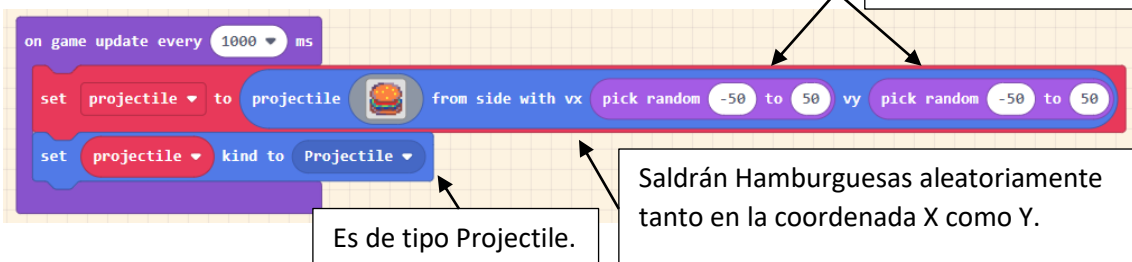 on game update every 1000 ms
set projectile to projectile from side with vx pick random -50 to 50 vy pick random -50 to 50
set projectile kind to Projectile
Saldrán Hamburguesas aleatoriamente
tanto en la coordenada X como Y.
Es de tipo Projectile.